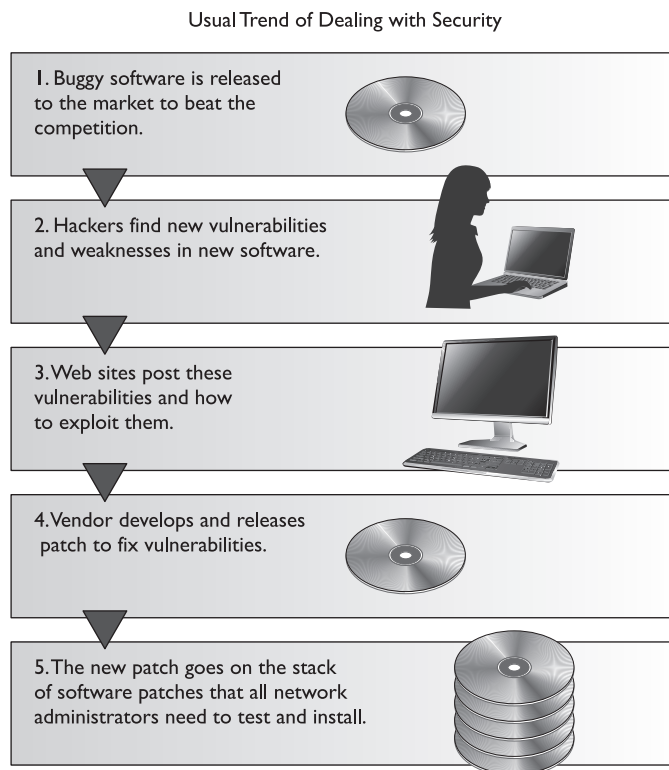 Usual Trend of Dealing with Security
1. Buggy software is released
to the market to beat the
competition.
2. Hackers find new vulnerabilities
and weaknesses in new software.
3. Web sites post these
vulnerabilities and how
to exploit them.
4. Vendor develops and releases
patch to fix vulnerabilities.
5. The new patch goes on the stack
of software patches that all network
administrators need to test and install.